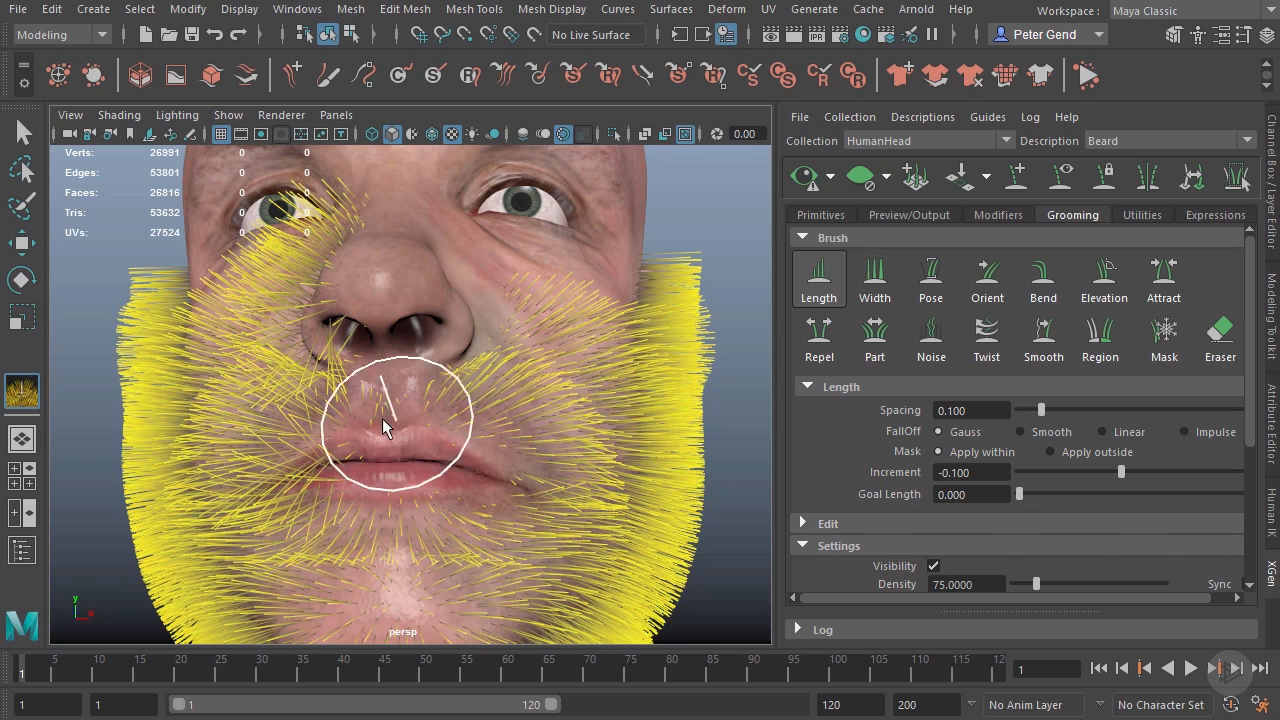 File Edit Create Select Modify Display Windows Mesh Edit Mesh Mesh Tools Mesh Display Curves Surfaces Deform UV Generate Cache Arnold Help Workspace : Maya Classic
Modeling No Live Surface Peter Gend
View Shading Lighting Show Renderer Panels
0.00
Verts: 26991 0 0
Edges: 53801 0 0
Faces: 26816 0 0
Tris: 53632 0 0
UVs: 27524 0 0
y
x
persp
File Collection Descriptions Guides Log Help
Collection HumanHead Description Beard
Primitives Preview/Output Modifiers Grooming Utilities Expressions
Brush
Length Width Pose Orient Bend Elevation Attract
Repel Part Noise Twist Smooth Region Mask Eraser
Length
Spacing 0.100
FallOff Gauss Smooth Linear Impulse
Mask Apply within Apply outside
Increment -0.100
Goal Length 0.000
Edit
Settings
Visibility
Density 75.0000 Sync
Log
Channel Box / Layer Editor
Modeling Toolkit
Attribute Editor
Human IK
XGen
5 10 15 20 25 30 35 40 45 50 55 60 65 70 75 80 85 90 95 100 105 110 115 12
1 1
1 1 1 120 120 200 No Anim Layer No Character Set